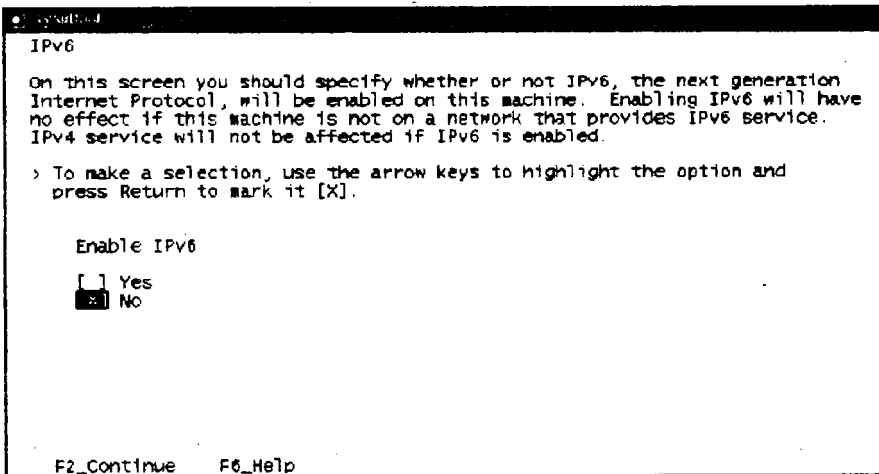 IPv6
On this screen you should specify whether or not IPv6, the next generation
Internet Protocol, will be enabled on this machine.  Enabling IPv6 will have
no effect if this machine is not on a network that provides IPv6 service.
IPv4 service will not be affected if IPv6 is enabled.
> To make a selection, use the arrow keys to highlight the option and
press Return to mark it [X].
Enable IPv6
[ ] Yes
[X] No
F2_Continue    F6_Help